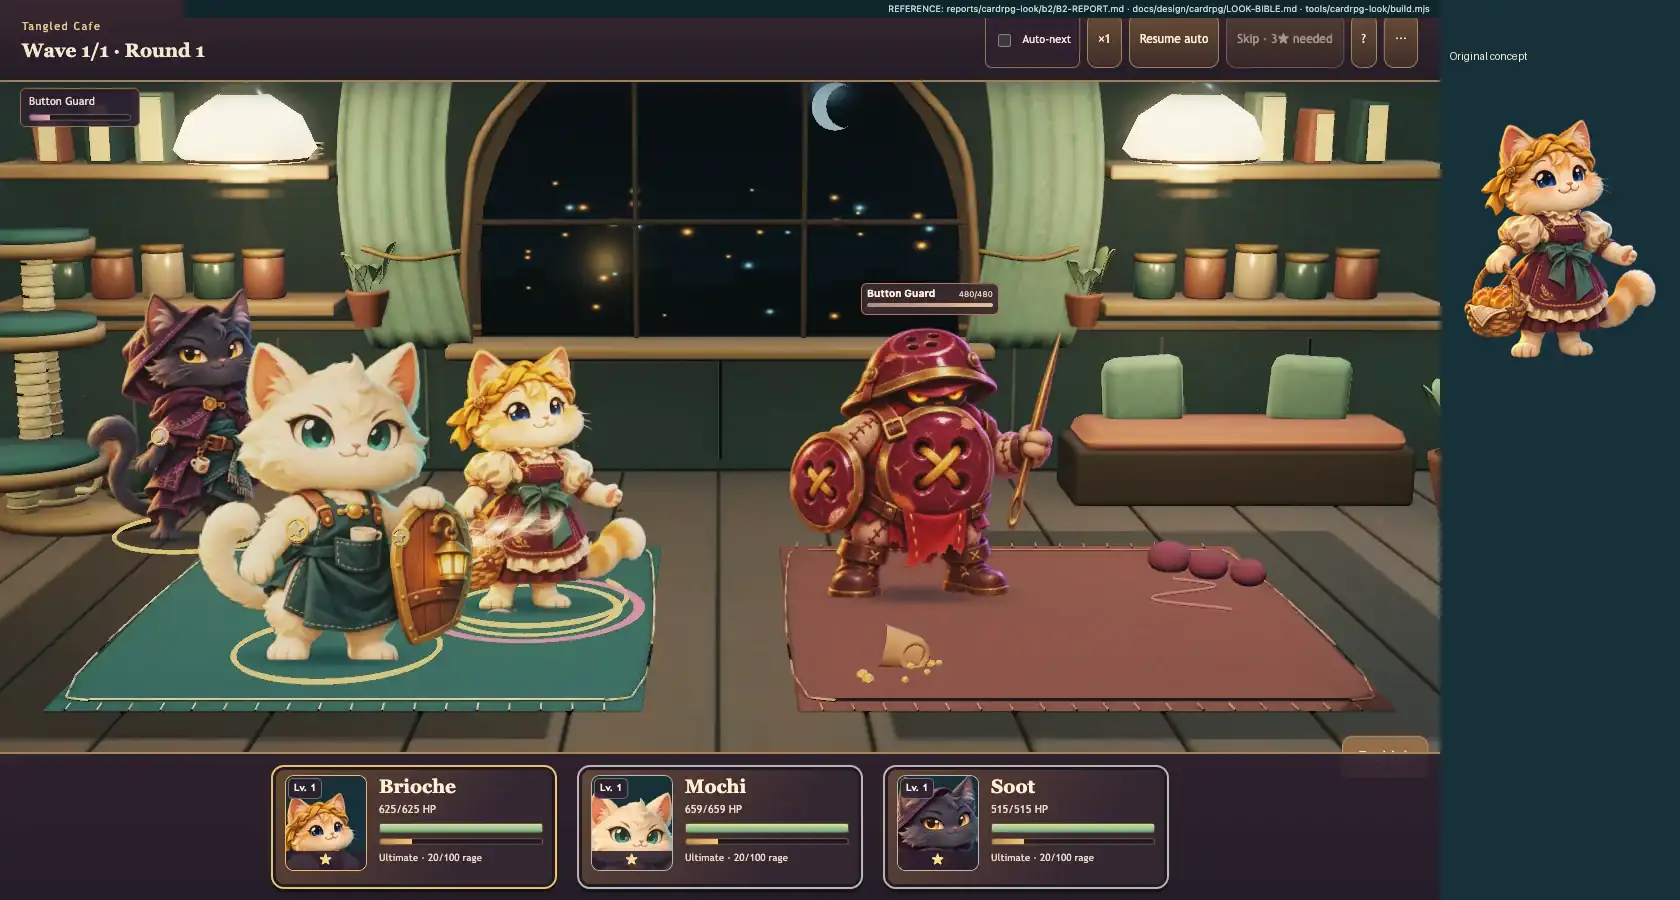 REFERENCE: reports/cardrpg-look/b2/B2-REPORT.md · docs/design/cardrpg/LOOK-BIBLE.md · tools/cardrpg-look/build.mjs
Tangled Cafe
Wave 1/1 · Round 1
Auto-next
×1
Resume auto
Skip · 3★ needed
?
...
Original concept
Button Guard
Button Guard 480/480
Lv. 1
Brioche
625/625 HP
Ultimate · 20/100 rage
Lv. 1
Mochi
659/659 HP
Ultimate · 20/100 rage
Lv. 1
Soot
515/515 HP
Ultimate · 20/100 rage